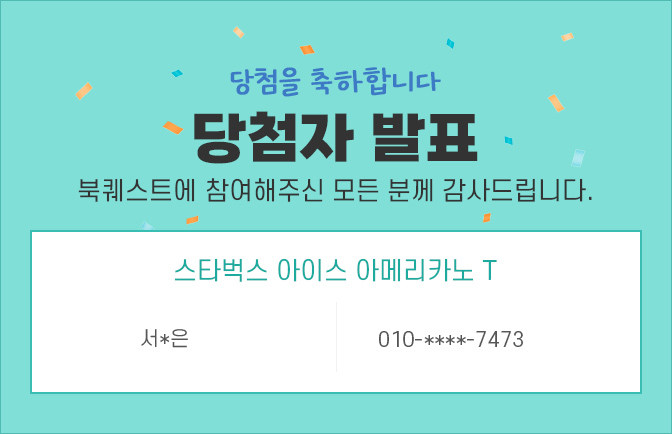 당첨을 축하합니다
당첨자 발표
북퀘스트에 참여해주신 모든 분께 감사드립니다.
스타벅스 아이스 아메리카노 T
서*은 010-****-7473